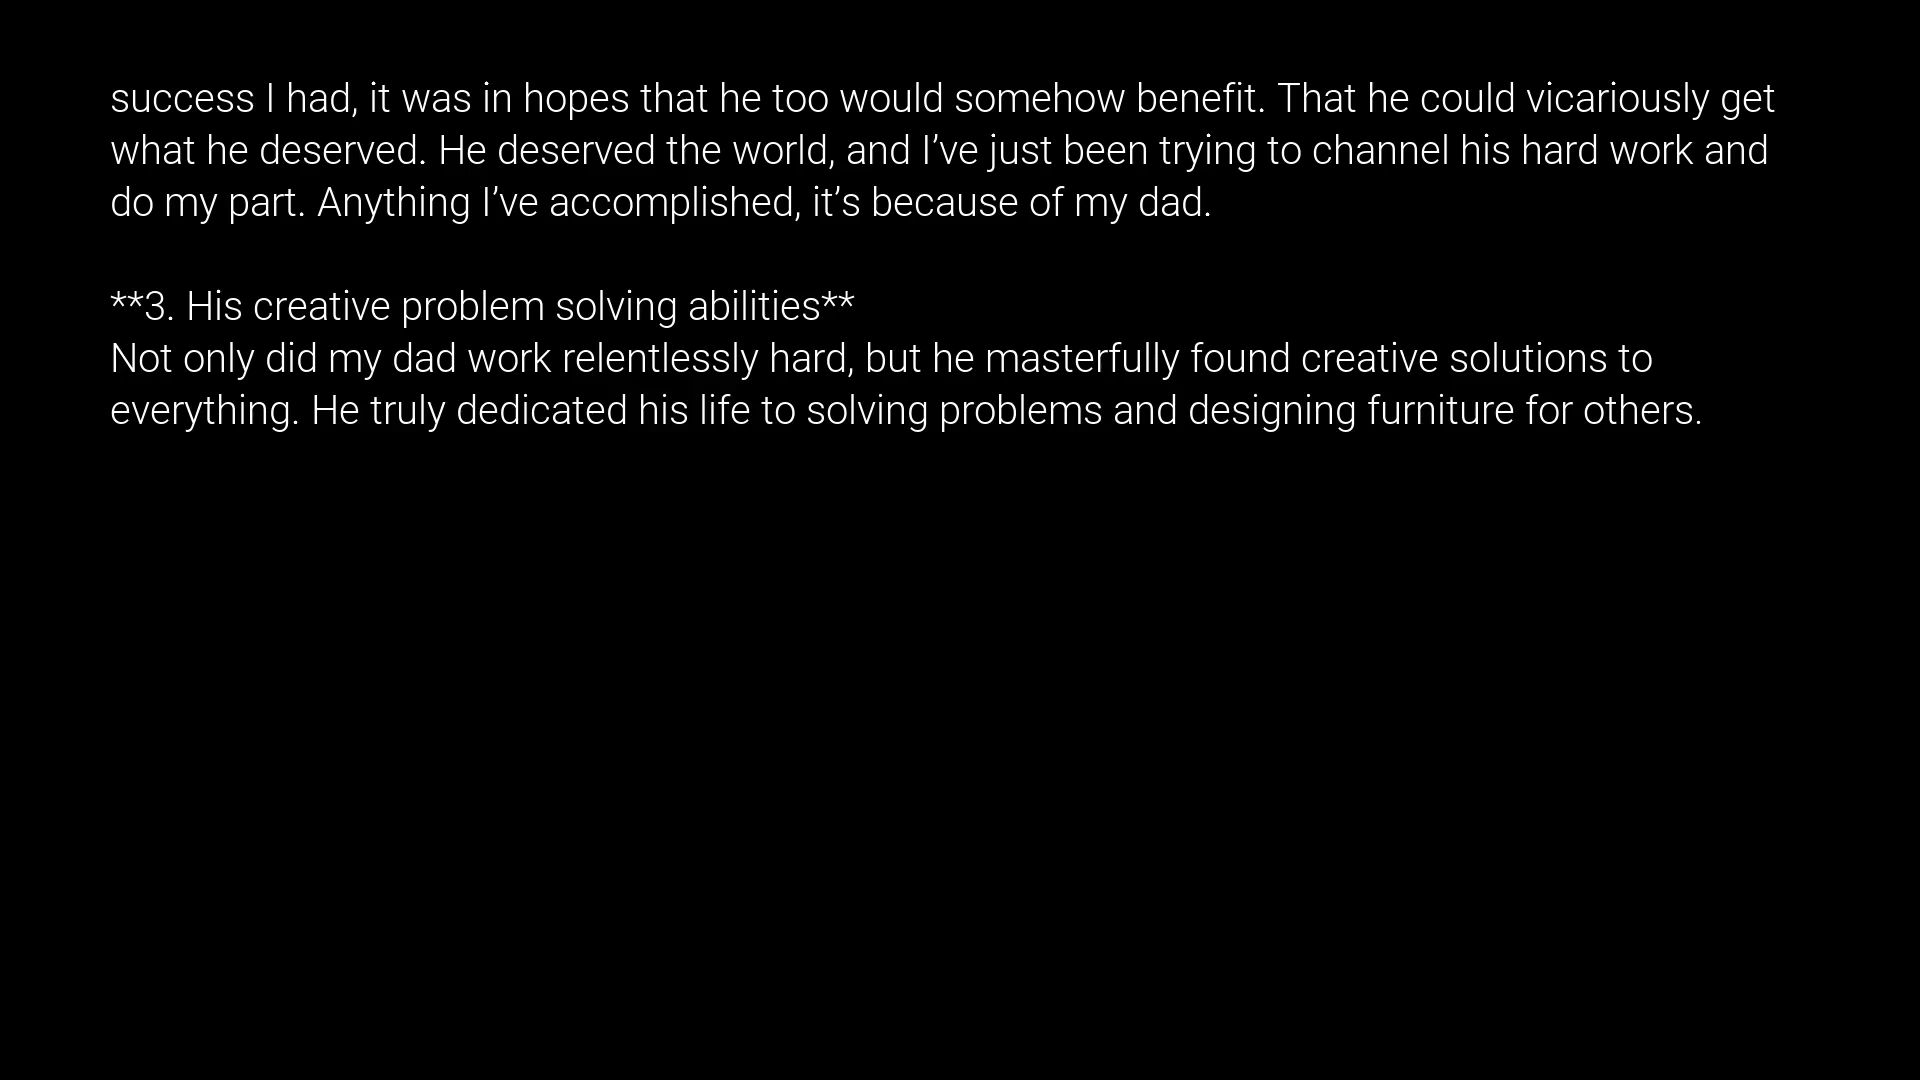 success I had, it was in hopes that he too would somehow benefit. That he could vicariously get
what he deserved. He deserved the world, and I’ve just been trying to channel his hard work and
do my part. Anything I’ve accomplished, it’s because of my dad.
**3. His creative problem solving abilities**
Not only did my dad work relentlessly hard, but he masterfully found creative solutions to
everything. He truly dedicated his life to solving problems and designing furniture for others.